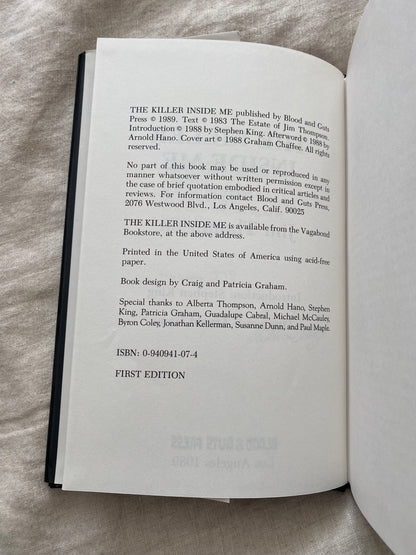 THE KILLER INSIDE ME published by Blood and Guts
Press © 1989. Text © 1983 The Estate of Jim Thompson.
Introduction © 1988 by Stephen King. Afterword © 1988 by
Arnold Hano. Cover art © 1988 Graham Chaffee. All rights
reserved.
No part of this book may be used or reproduced in any
manner whatsoever without written permission except in
the case of brief quotation embodied in critical articles and
reviews. For information contact Blood and Guts Press,
2076 Westwood Blvd., Los Angeles, Calif. 90025
THE KILLER INSIDE ME is available from the Vagabond
Bookstore, at the above address.
Printed in the United States of America using acid-free
paper.
Book design by Craig and Patricia Graham.
Special thanks to Alberta Thompson, Arnold Hano, Stephen
King, Patricia Graham, Guadalupe Cabral, Michael McCauley,
Byron Coley, Jonathan Kellerman, Susanne Dunn, and Paul Maple.
ISBN: 0-940941-07-4
FIRST EDITION
BLOOD & GUTS PRESS
Los Angeles 1989